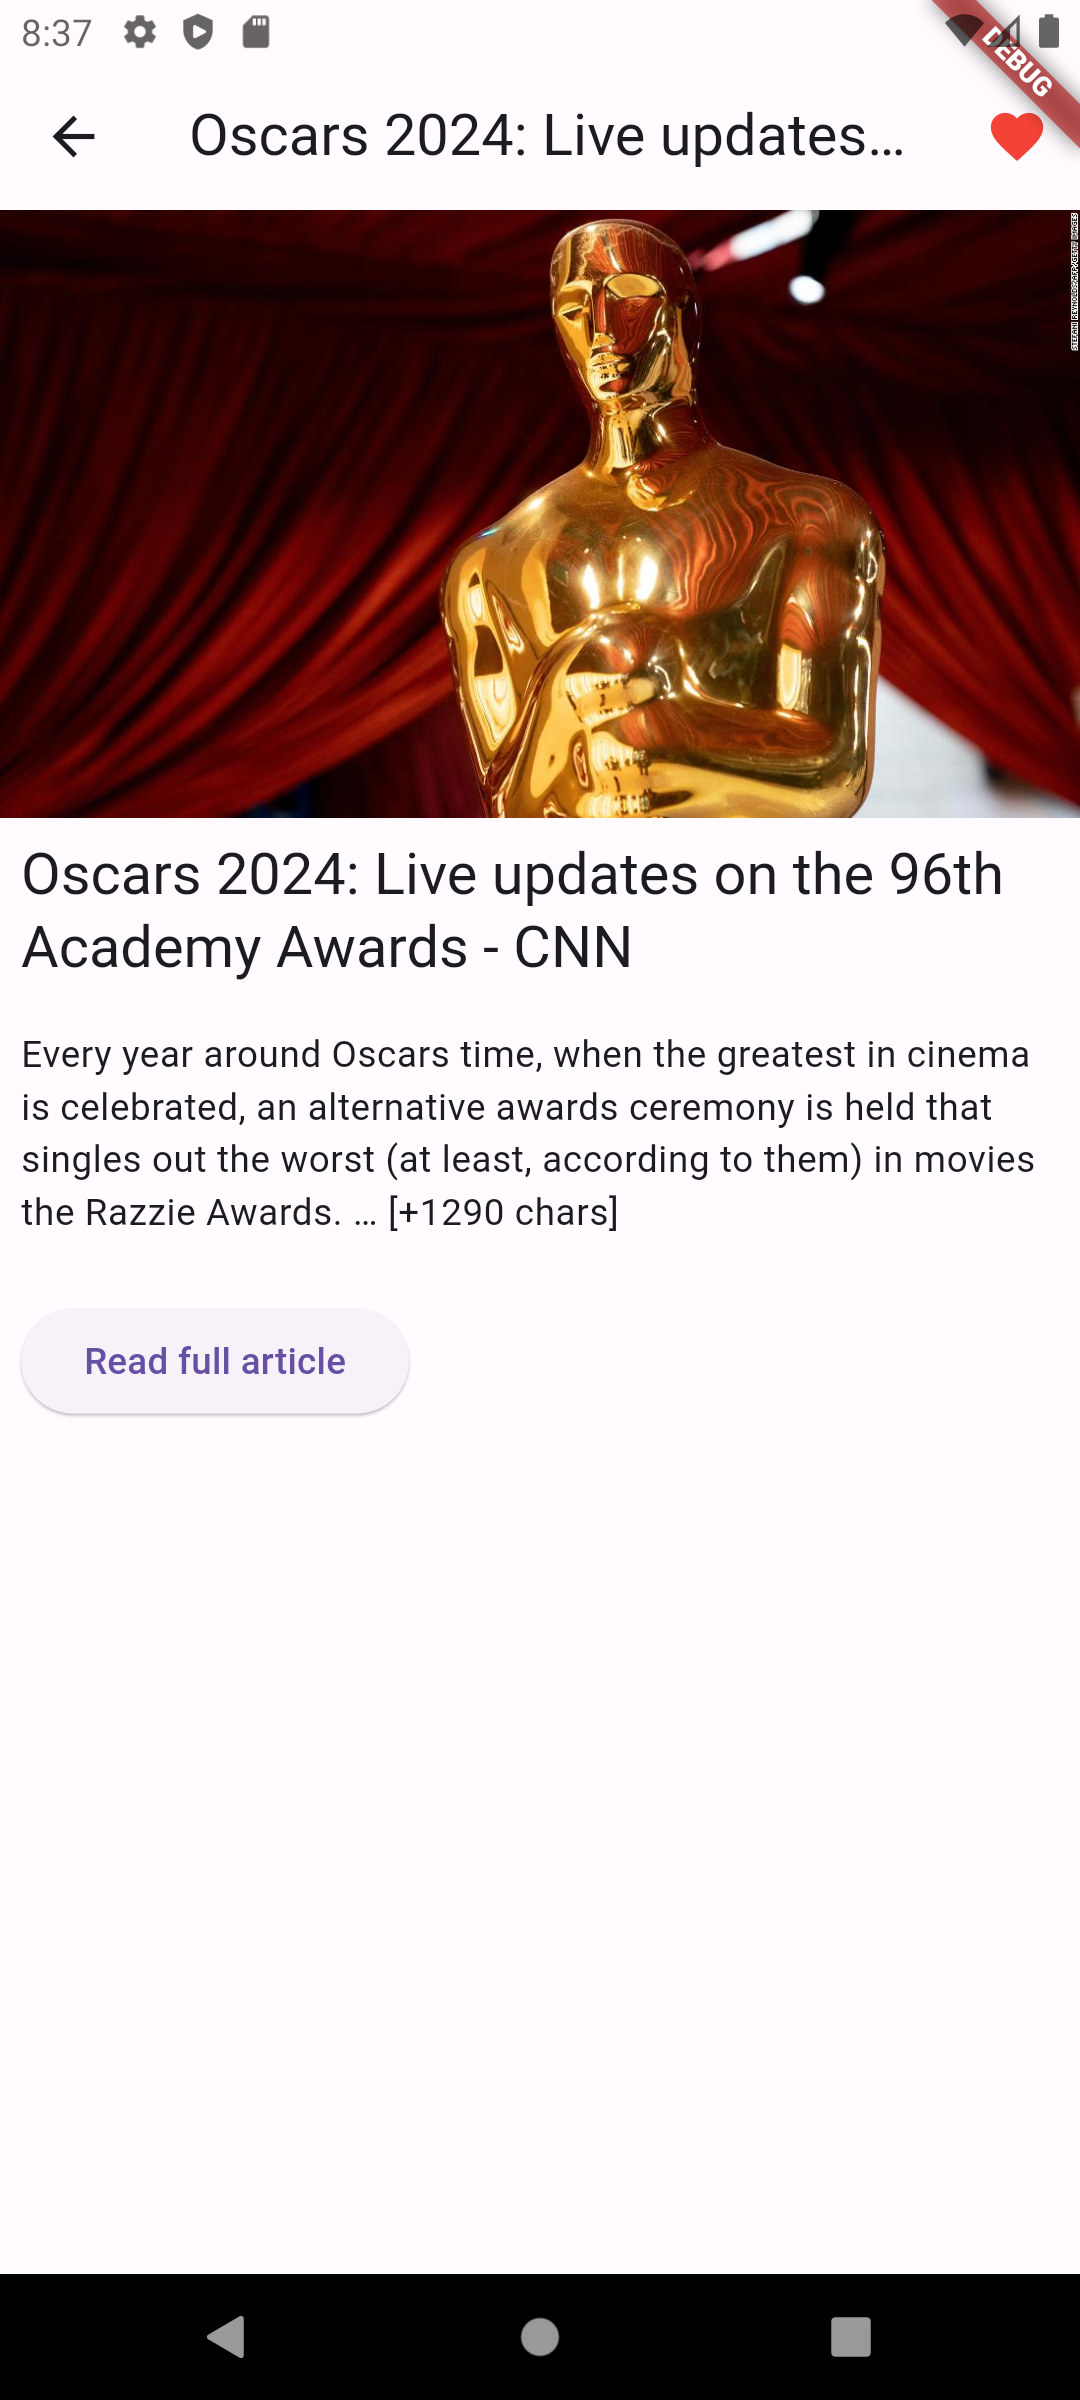 8:37
DEBUG
Oscars 2024: Live updates…
STEFANI REYNOLDS/AFP/GETTY IMAGES
Oscars 2024: Live updates on the 96th
Academy Awards - CNN
Every year around Oscars time, when the greatest in cinema
is celebrated, an alternative awards ceremony is held that
singles out the worst (at least, according to them) in movies
the Razzie Awards. … [+1290 chars]
Read full article